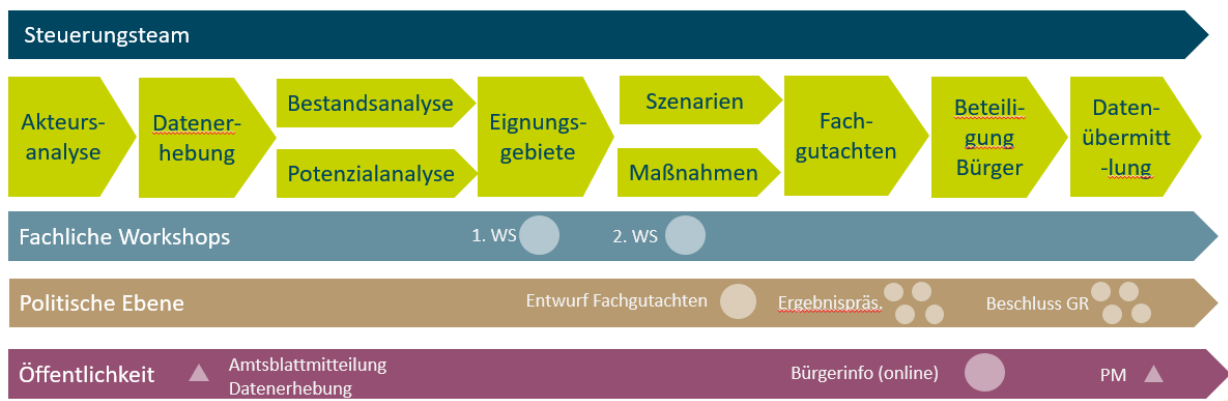 Steuerungsteam
Akteurs-
analyse
Datener-
hebung
Bestandsanalyse
Potenzialanalyse
Eignungs-
gebiete
Szenarien
Maßnahmen
Fach-
gutachten
Beteili-
gung
Bürger
Daten-
übermitt
-lung
Fachliche Workshops
1. WS
2. WS
Politische Ebene
Entwurf Fachgutachten
Ergebnispräs.
Beschluss GR
Öffentlichkeit
Amtsblattmitteilung
Datenerhebung
Bürgerinfo (online)
PM